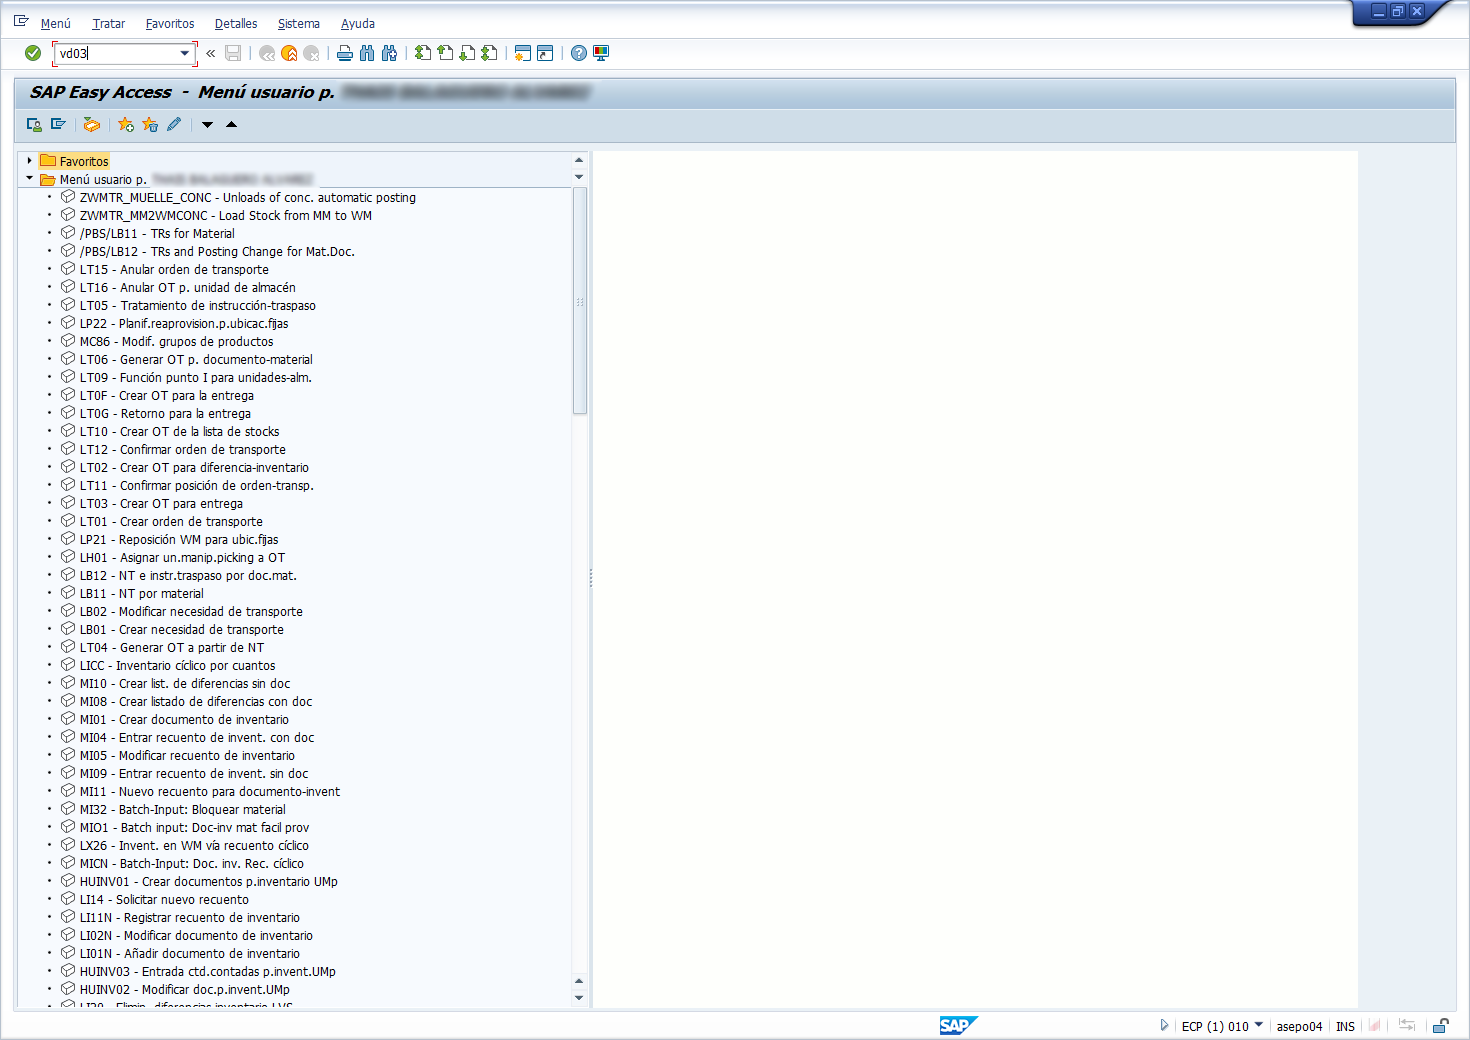 Menú Tratar Favoritos Detalles Sistema Ayuda
vd03
SAP Easy Access - Menú usuario p.
Favoritos
Menú usuario p.
ZWMTR_MUELLE_CONC - Unloads of conc. automatic posting
ZWMTR_MM2WMCONC - Load Stock from MM to WM
/PBS/LB11 - TRs for Material
/PBS/LB12 - TRs and Posting Change for Mat.Doc.
LT15 - Anular orden de transporte
LT16 - Anular OT p. unidad de almacén
LT05 - Tratamiento de instrucción-traspaso
LP22 - Planif.reaprovision.p.ubicac.fijas
MC86 - Modif. grupos de productos
LT06 - Generar OT p. documento-material
LT09 - Función punto I para unidades-alm.
LT0F - Crear OT para la entrega
LT0G - Retorno para la entrega
LT10 - Crear OT de la lista de stocks
LT12 - Confirmar orden de transporte
LT02 - Crear OT para diferencia-inventario
LT11 - Confirmar posición de orden-transp.
LT03 - Crear OT para entrega
LT01 - Crear orden de transporte
LP21 - Reposición WM para ubic.fijas
LH01 - Asignar un.manip.picking a OT
LB12 - NT e instr.traspaso por doc.mat.
LB11 - NT por material
LB02 - Modificar necesidad de transporte
LB01 - Crear necesidad de transporte
LT04 - Generar OT a partir de NT
LICC - Inventario cíclico por cuantos
MI10 - Crear list. de diferencias sin doc
MI08 - Crear listado de diferencias con doc
MI01 - Crear documento de inventario
MI04 - Entrar recuento de invent. con doc
MI05 - Modificar recuento de inventario
MI09 - Entrar recuento de invent. sin doc
MI11 - Nuevo recuento para documento-invent
MI32 - Batch-Input: Bloquear material
MIO1 - Batch input: Doc-inv mat facil prov
LX26 - Invent. en WM vía recuento cíclico
MICN - Batch-Input: Doc. inv. Rec. cíclico
HUINV01 - Crear documentos p.inventario UMp
LI14 - Solicitar nuevo recuento
LI11N - Registrar recuento de inventario
LI02N - Modificar documento de inventario
LI01N - Añadir documento de inventario
HUINV03 - Entrada ctd.contadas p.invent.UMp
HUINV02 - Modificar doc.p.invent.UMp
LI20 - Elimin. diferencias inventario LVS
SAP ECP (1) 010 asepo04 INS